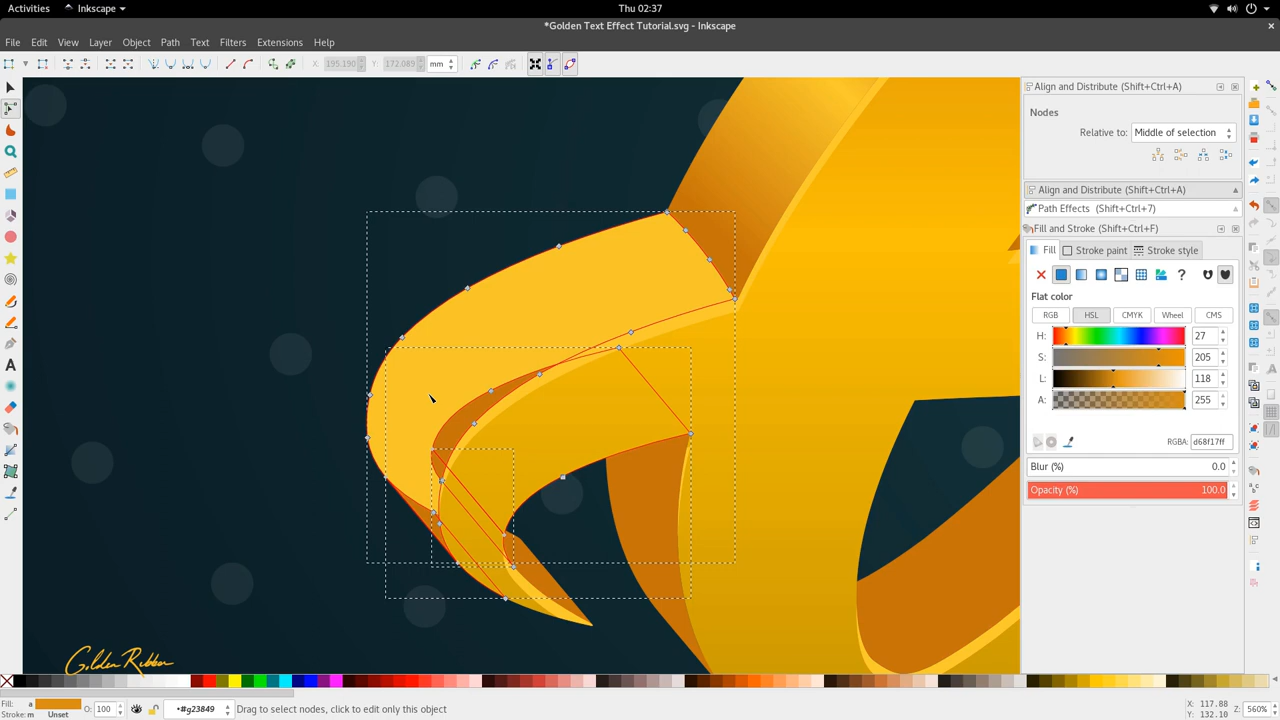 Activities Inkscape Thu 02:37
*Golden Text Effect Tutorial.svg - Inkscape
File Edit View Layer Object Path Text Filters Extensions Help
X: 195.190 Y: 172.089 mm
Align and Distribute (Shift+Ctrl+A)
Nodes
Relative to: Middle of selection
Align and Distribute (Shift+Ctrl+A)
Path Effects (Shift+Ctrl+7)
Fill and Stroke (Shift+Ctrl+F)
Fill Stroke paint Stroke style
Flat color
RGB HSL CMYK Wheel CMS
H: 27
S: 205
L: 118
A: 255
RGBA: d68f17ff
Blur (%) 0.0
Opacity (%) 100.0
Golden Ribbon
Fill: a O: 100 •#g23849 Drag to select nodes, click to edit only this object X: 117.88 Z: 560%
Stroke: m Unset Y: 132.10